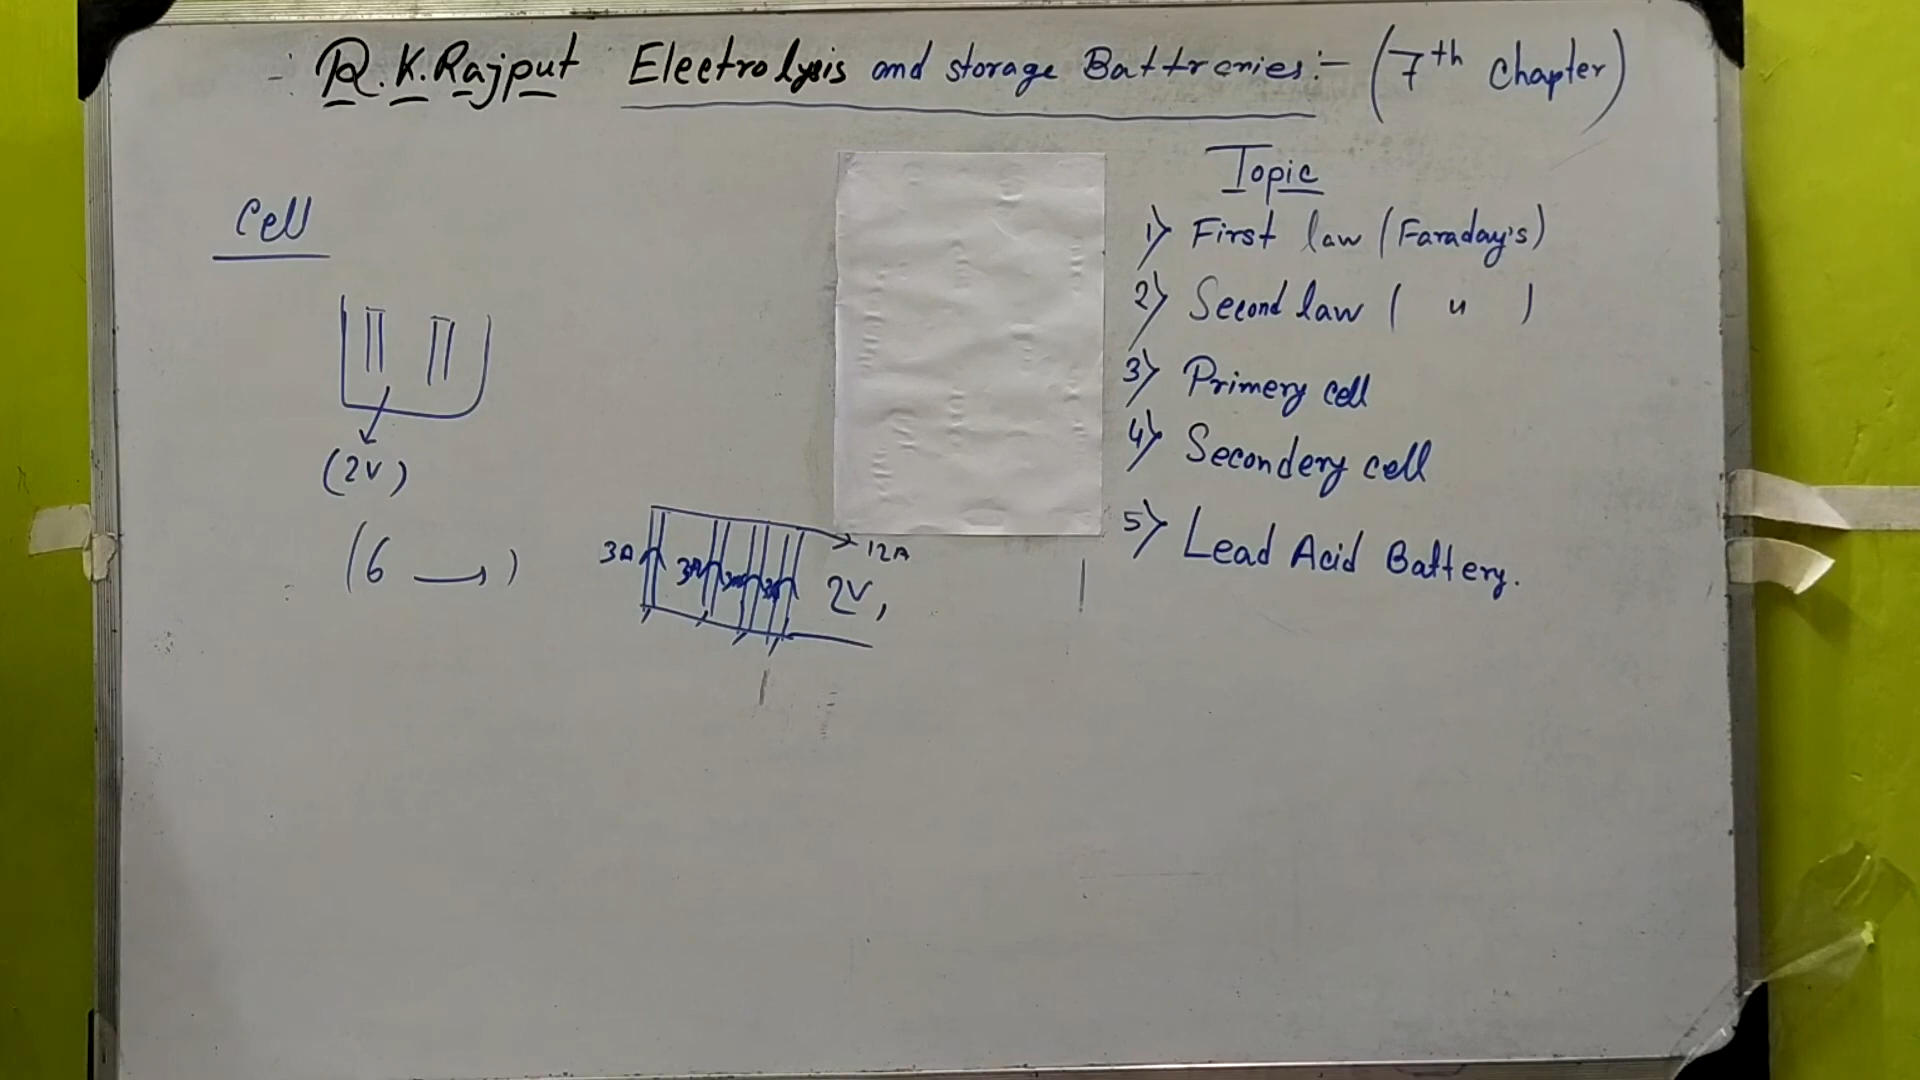 R.K.Rajput Electrolysis and storage Battreries:- (7th chapter)
Topic
1) First law (Faraday's)
2) Second law ( " )
3) Primery cell
4) Secondery cell
5) Lead Acid Battery.
Cell
(2V)
(6 )
3A 3A
12A
2V,